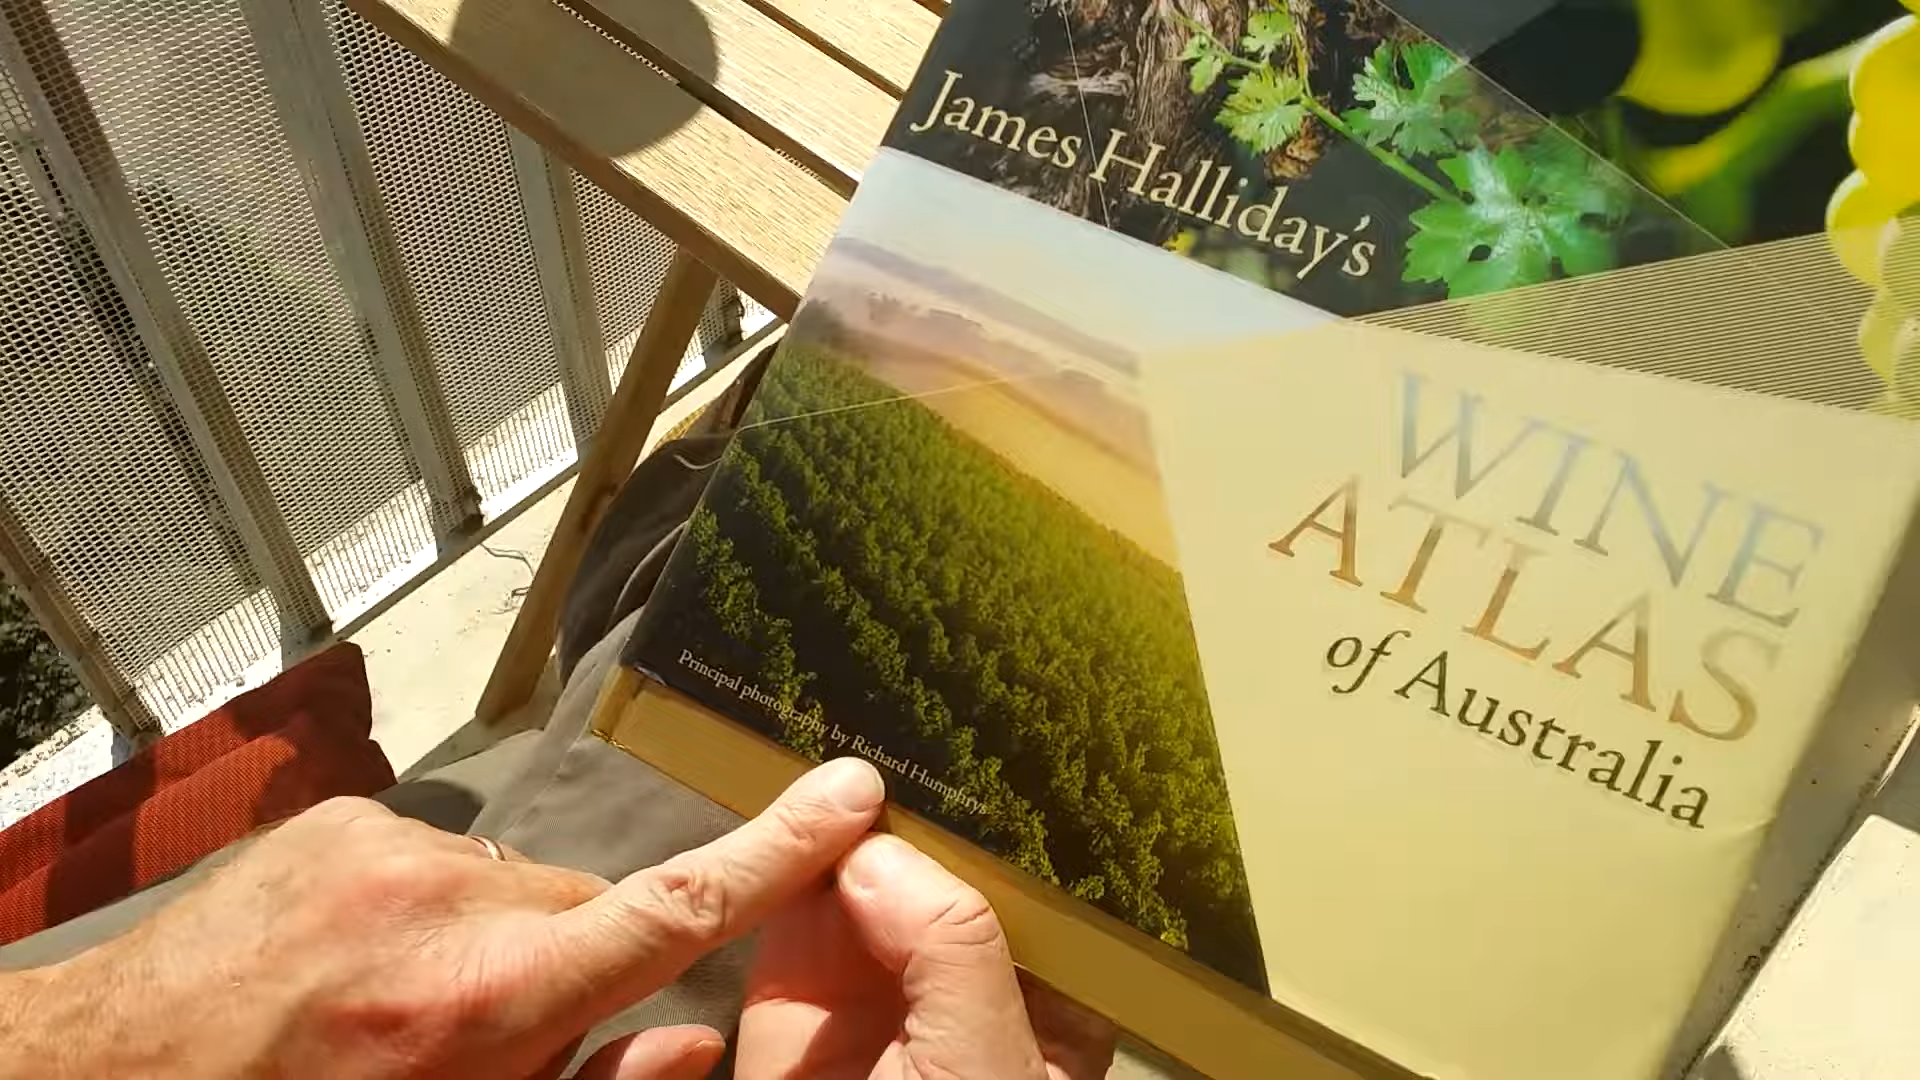 James Halliday's
WINE
ATLAS
of Australia
Principal photography by Richard Humphrys